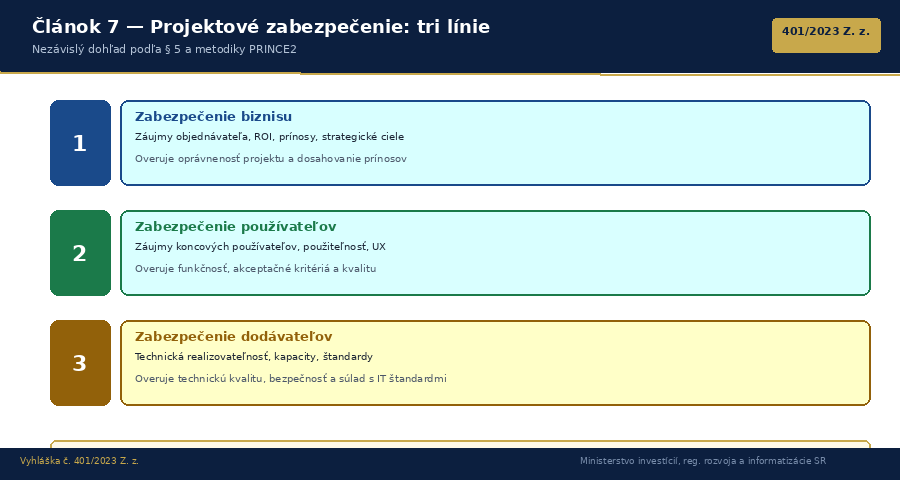 Článok 7 — Projektové zabezpečenie: tri línie
Nezávislý dohľad podľa § 5 a metodiky PRINCE2
401/2023 Z. z.
1
Zabezpečenie biznisu
Záujmy objednávateľa, ROI, prínosy, strategické ciele
Overuje oprávnenosť projektu a dosahovanie prínosov
2
Zabezpečenie používateľov
Záujmy koncových používateľov, použiteľnosť, UX
Overuje funkčnosť, akceptačné kritériá a kvalitu
3
Zabezpečenie dodávateľov
Technická realizovateľnosť, kapacity, štandardy
Overuje technickú kvalitu, bezpečnosť a súlad s IT štandardmi
Vyhláška č. 401/2023 Z. z.
Ministerstvo investícií, reg. rozvoja a informatizácie SR